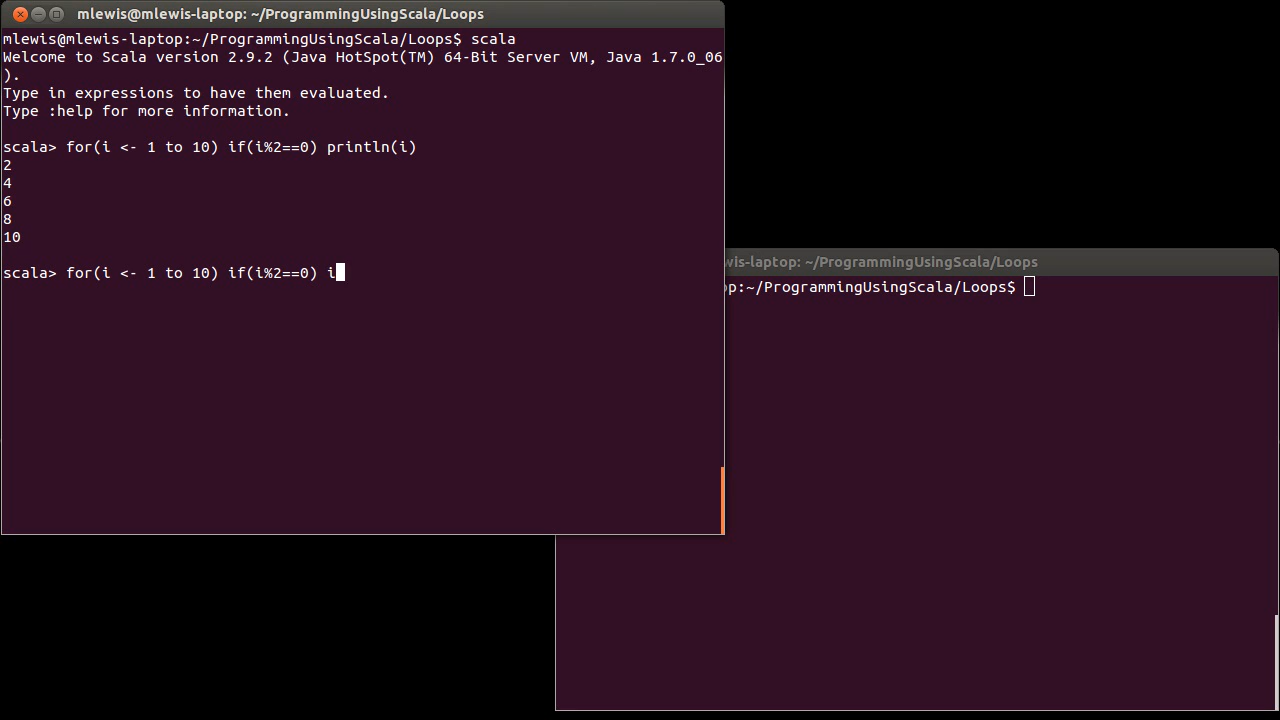 mlewis@mlewis-laptop: ~/ProgrammingUsingScala/Loops
mlewis@mlewis-laptop:~/ProgrammingUsingScala/Loops$ scala
Welcome to Scala version 2.9.2 (Java HotSpot(TM) 64-Bit Server VM, Java 1.7.0_06
).
Type in expressions to have them evaluated.
Type :help for more information.
scala> for(i <- 1 to 10) if(i%2==0) println(i)
2
4
6
8
10
scala> for(i <- 1 to 10) if(i%2==0) i
wis-laptop: ~/ProgrammingUsingScala/Loops
op:~/ProgrammingUsingScala/Loops$